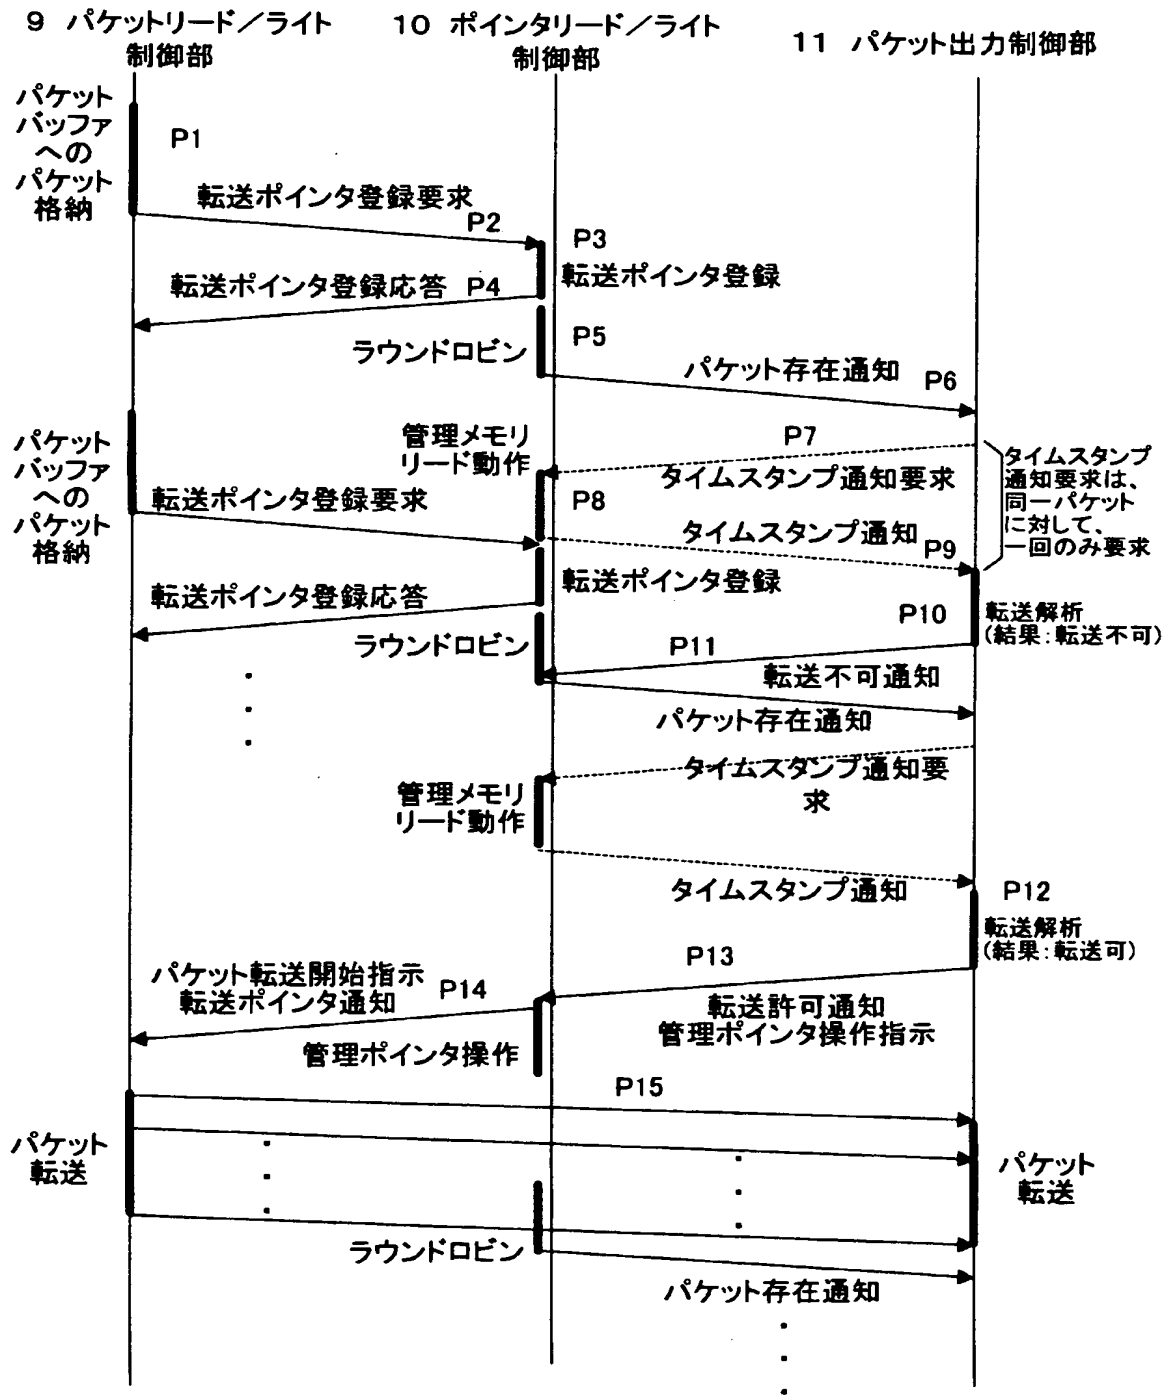 9 パケットリード／ライト
制御部
10 ポインタリード／ライト
制御部
11 パケット出力制御部
パケット
バッファ
への
パケット
格納
P1
転送ポインタ登録要求
P2
P3
転送ポインタ登録
転送ポインタ登録応答 P4
P5
ラウンドロビン
パケット存在通知 P6
管理メモリ
リード動作
P7
タイムスタンプ通知要求
タイムスタンプ
通知要求は、
同一パケット
に対して、
一回のみ要求
パケット
バッファ
への
パケット
格納
転送ポインタ登録要求
P8
タイムスタンプ通知
P9
転送ポインタ登録
転送ポインタ登録応答
P10
転送解析
(結果：転送不可)
ラウンドロビン
P11
転送不可通知
パケット存在通知
タイムスタンプ通知要
求
管理メモリ
リード動作
タイムスタンプ通知
P12
転送解析
(結果：転送可)
P13
パケット転送開始指示
転送ポインタ通知
P14
転送許可通知
管理ポインタ操作指示
管理ポインタ操作
P15
パケット
転送
パケット
転送
ラウンドロビン
パケット存在通知